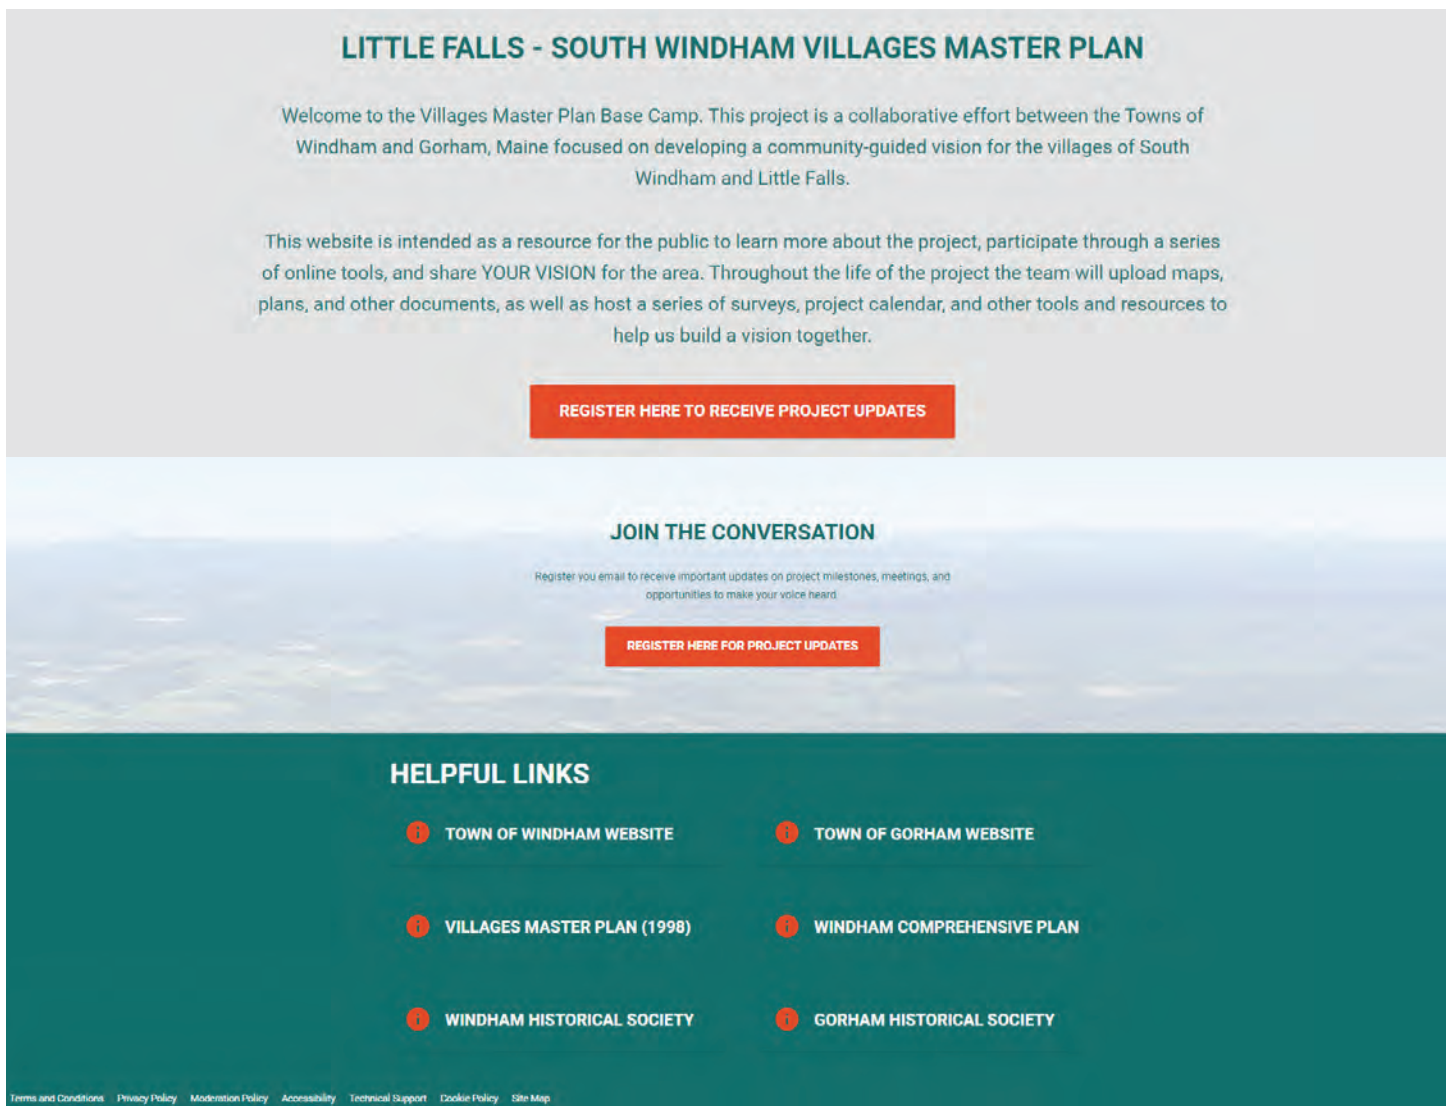 LITTLE FALLS - SOUTH WINDHAM VILLAGES MASTER PLAN
Welcome to the Villages Master Plan Base Camp. This project is a collaborative effort between the Towns of
Windham and Gorham, Maine focused on developing a community-guided vision for the villages of South
Windham and Little Falls.
This website is intended as a resource for the public to learn more about the project, participate through a series
of online tools, and share YOUR VISION for the area. Throughout the life of the project the team will upload maps,
plans, and other documents, as well as host a series of surveys, project calendar, and other tools and resources to
help us build a vision together.
REGISTER HERE TO RECEIVE PROJECT UPDATES
JOIN THE CONVERSATION
Register you email to receive important updates on project milestones, meetings, and
opportunities to make your voice heard
REGISTER HERE FOR PROJECT UPDATES
HELPFUL LINKS
TOWN OF WINDHAM WEBSITE
TOWN OF GORHAM WEBSITE
VILLAGES MASTER PLAN (1998)
WINDHAM COMPREHENSIVE PLAN
WINDHAM HISTORICAL SOCIETY
GORHAM HISTORICAL SOCIETY
Terms and Conditions Privacy Policy Moderation Policy Accessibility Technical Support Cookie Policy Site Map